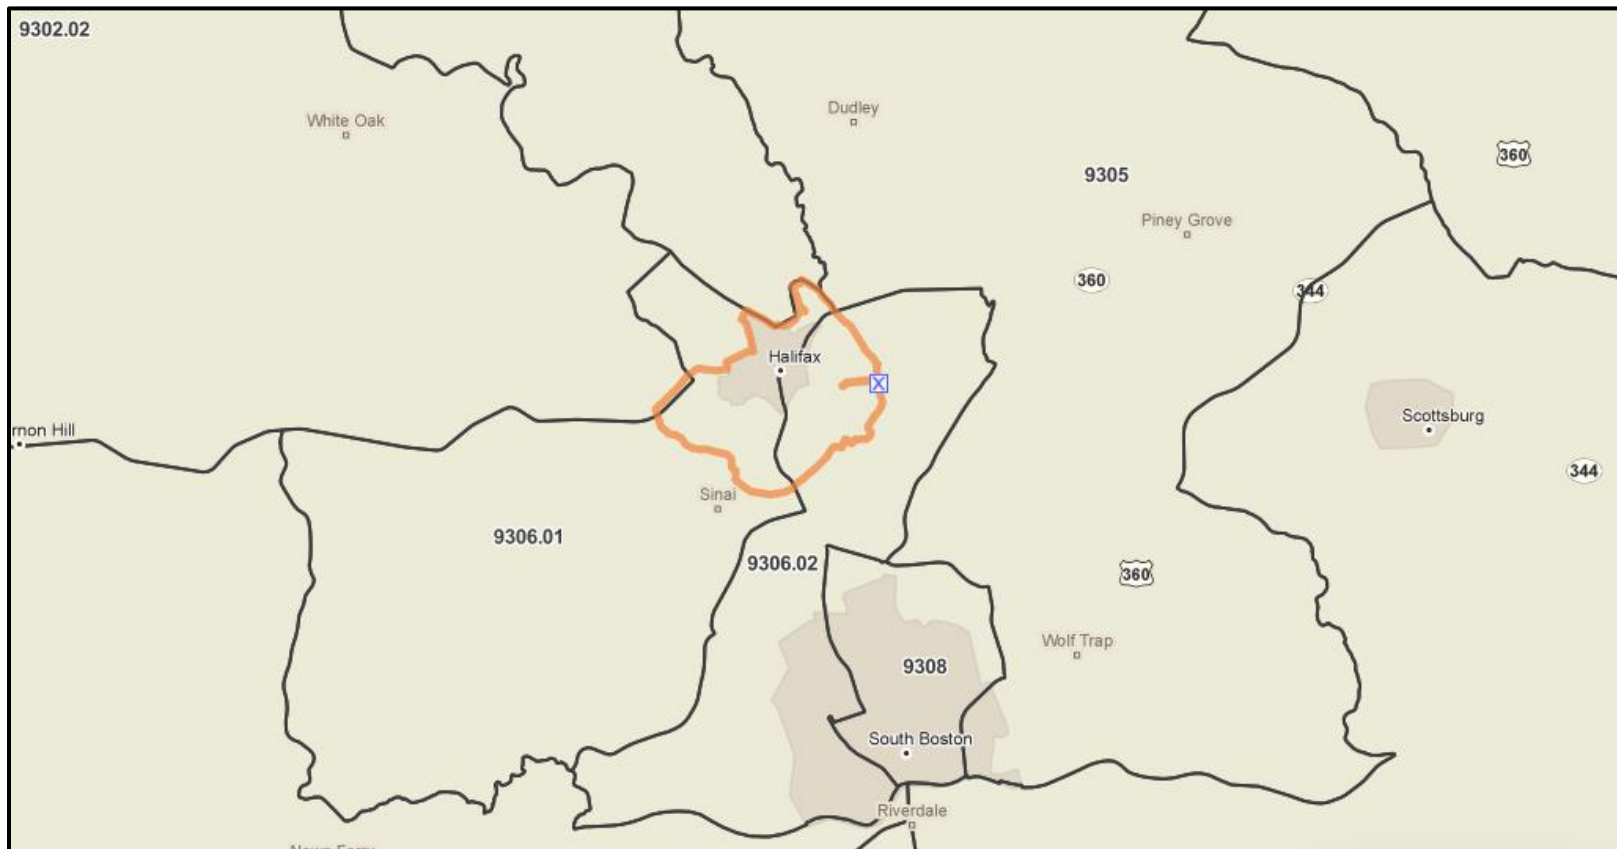 9302.02
White Oak
Dudley
360
9305
Piney Grove
360
344
Halifax
Scottsburg
rnon Hill
344
Sinai
9306.01
9306.02
360
Wolf Trap
9308
South Boston
Riverdale